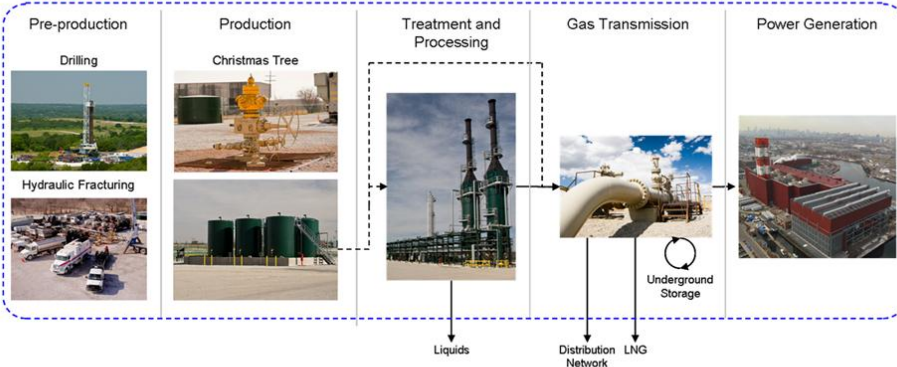 Pre-production
Production
Treatment and
Processing
Gas Transmission
Power Generation
Drilling
Christmas Tree
Hydraulic Fracturing
Underground
Storage
Liquids
Distribution
Network
LNG